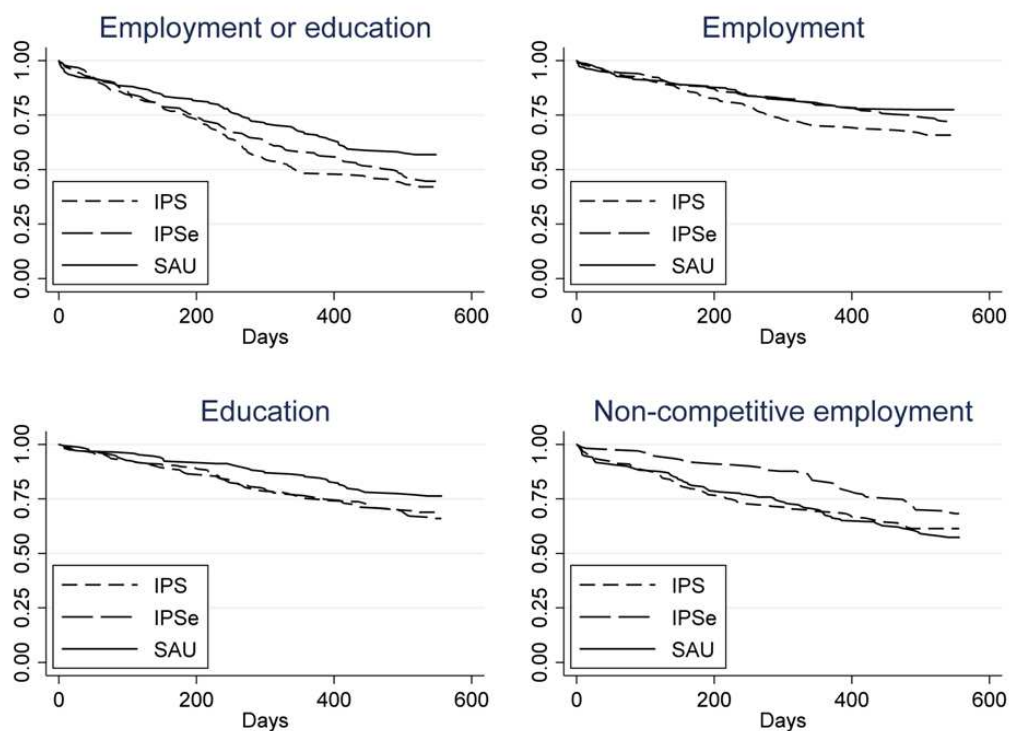 Employment or education
1.00
0.75
0.50
0.25
0.00
IPS
IPSe
SAU
0 200 400 600
Days
Employment
1.00
0.75
0.50
0.25
0.00
IPS
IPSe
SAU
0 200 400 600
Days
Education
1.00
0.75
0.50
0.25
0.00
IPS
IPSe
SAU
0 200 400 600
Days
Non-competitive employment
1.00
0.75
0.50
0.25
0.00
IPS
IPSe
SAU
0 200 400 600
Days